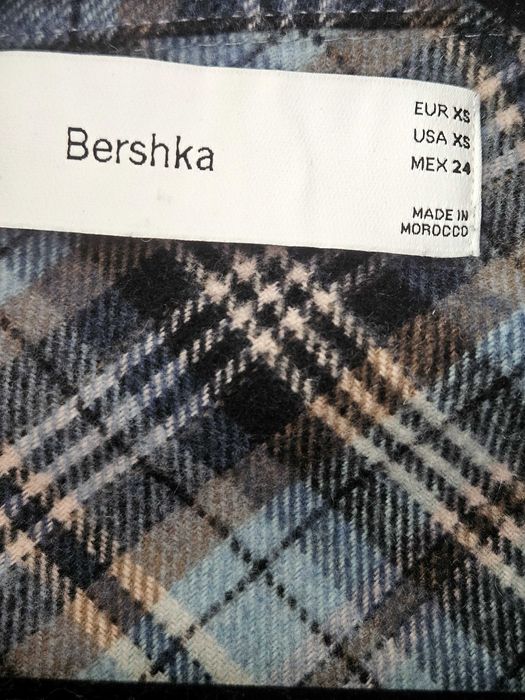 Bershka
EUR XS
USA XS
MEX 24
MADE IN
MOROCCO